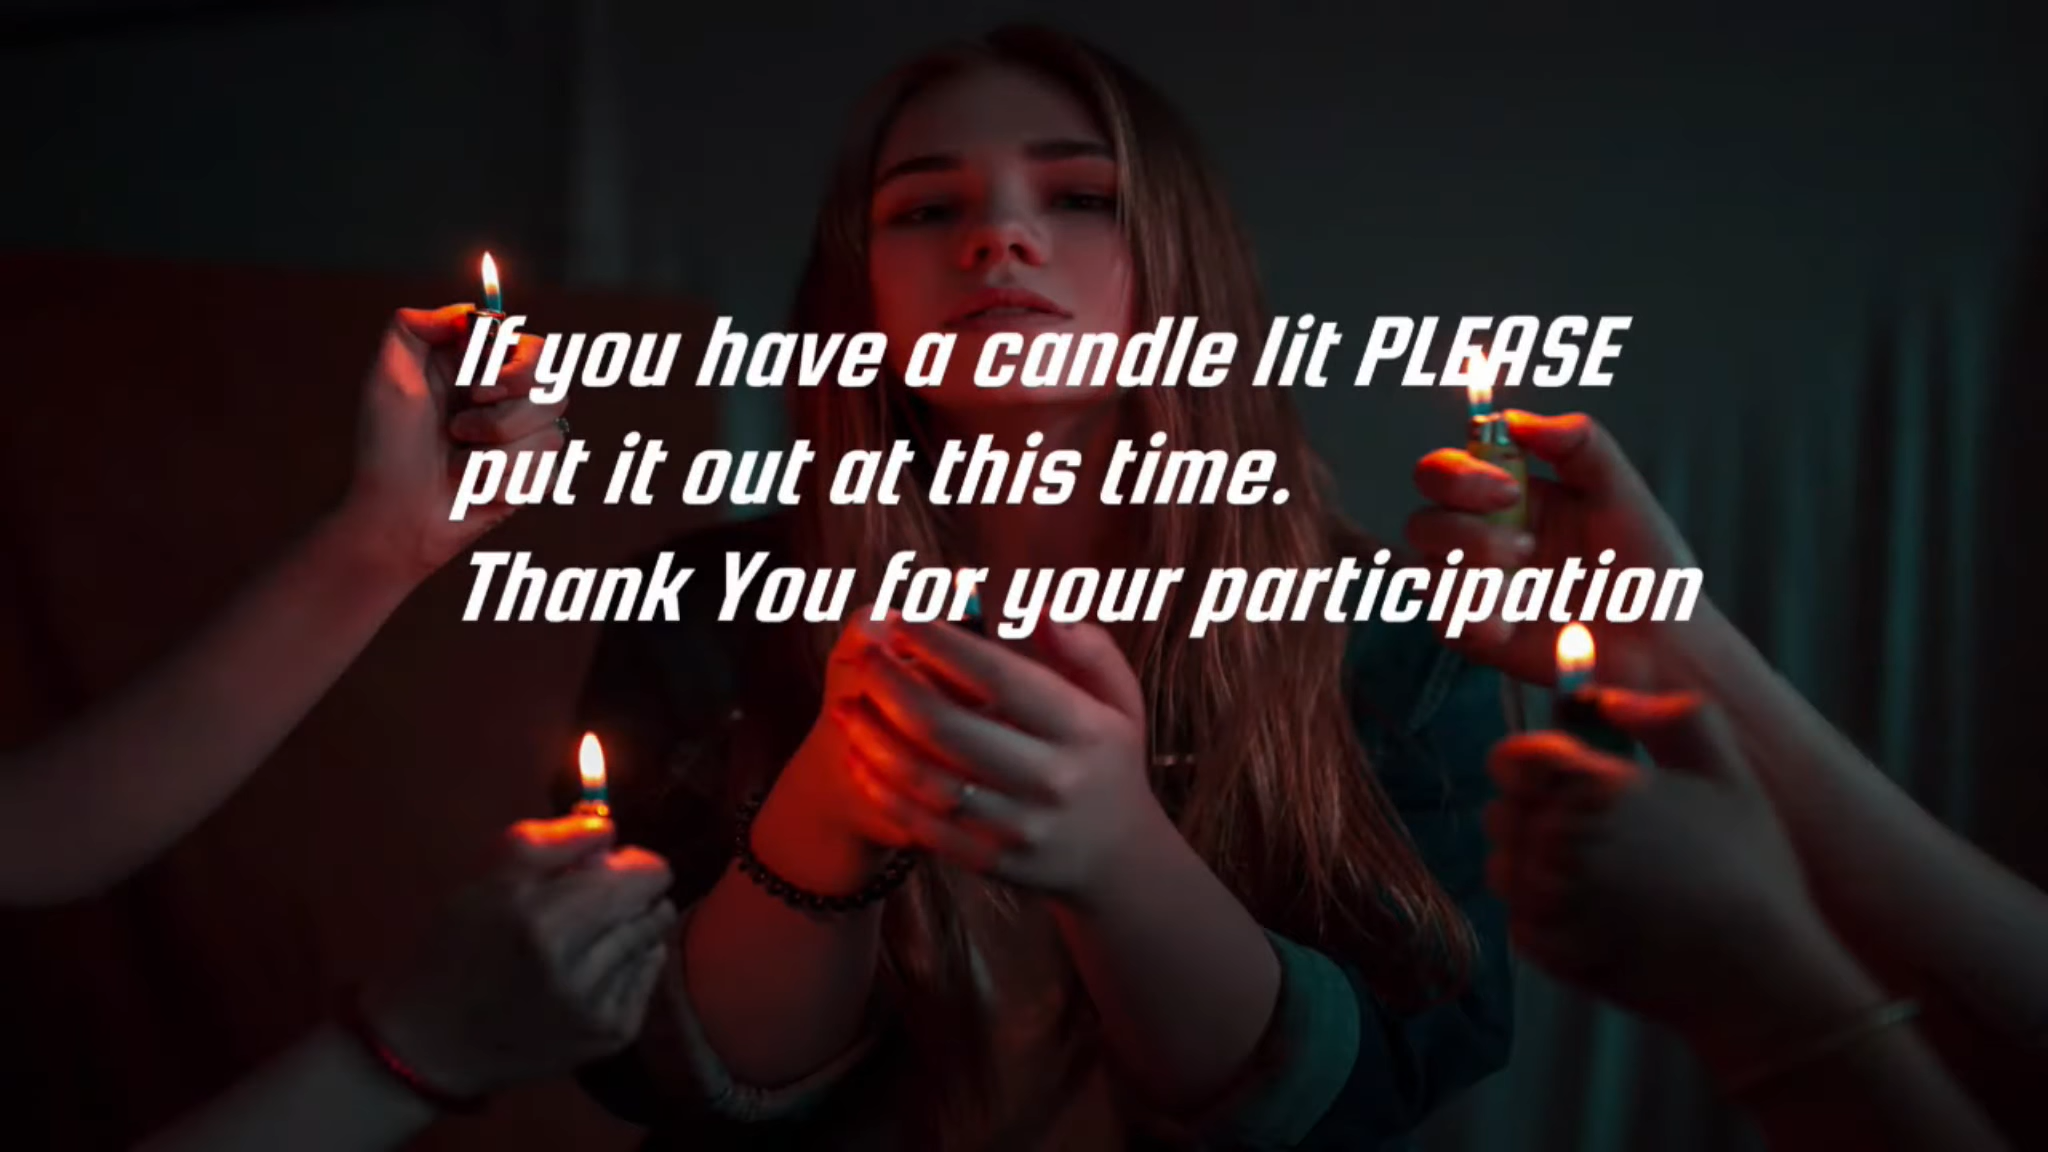 If you have a candle lit PLEASE
put it out at this time.
Thank You for your participation